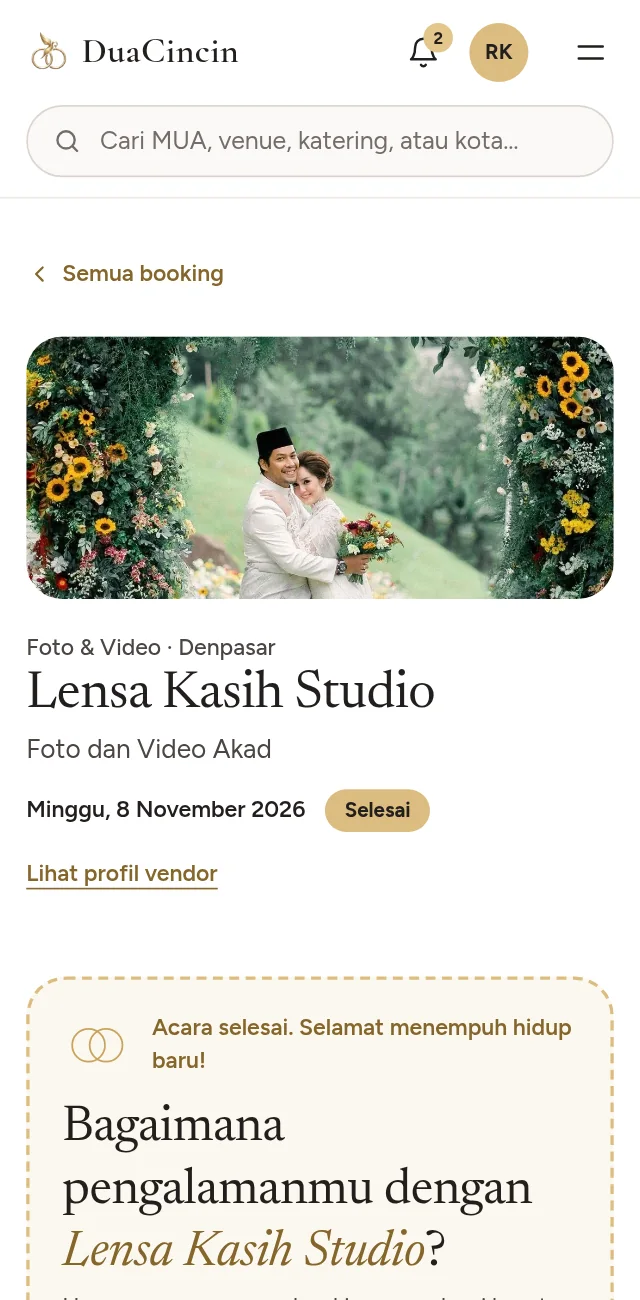 DuaCincin
2
RK
Cari MUA, venue, katering, atau kota...
Semua booking
Foto & Video · Denpasar
Lensa Kasih Studio
Foto dan Video Akad
Minggu, 8 November 2026
Selesai
Lihat profil vendor
Acara selesai. Selamat menempuh hidup
baru!
Bagaimana
pengalamanmu dengan
Lensa Kasih Studio?